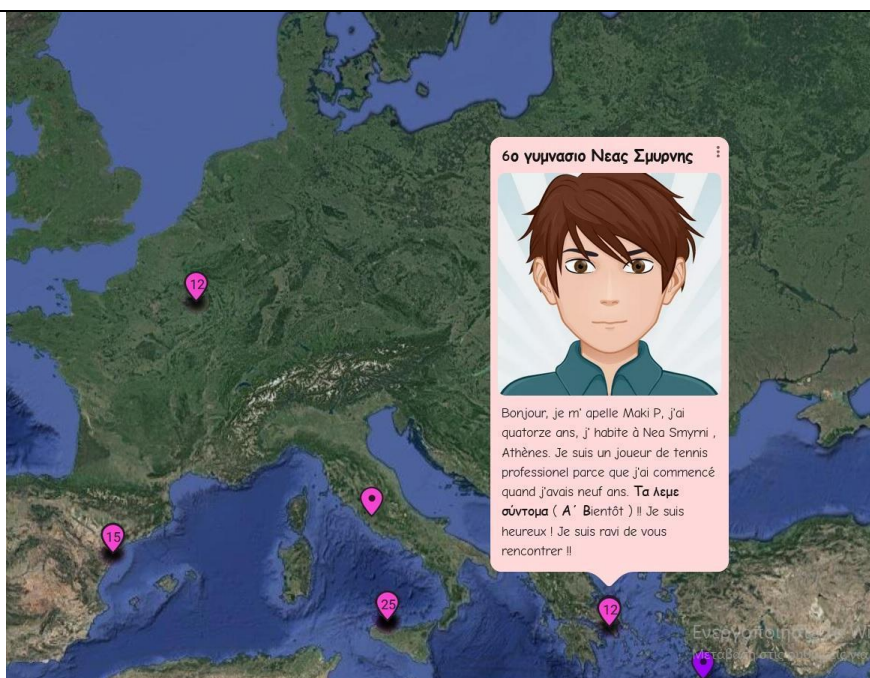 6ο γυμνασιο Νεας Σμυρνης
12
Bonjour, je m' apelle Maki P, j'ai
quatorze ans, j' habite à Nea Smyrni ,
Athènes. Je suis un joueur de tennis
professionel parce que j'ai commencé
quand j'avais neuf ans. Τα λεμε
σύντομα ( A΄ Bientôt ) !! Je suis
heureux ! Je suis ravi de vous
rencontrer !!
15
25
12